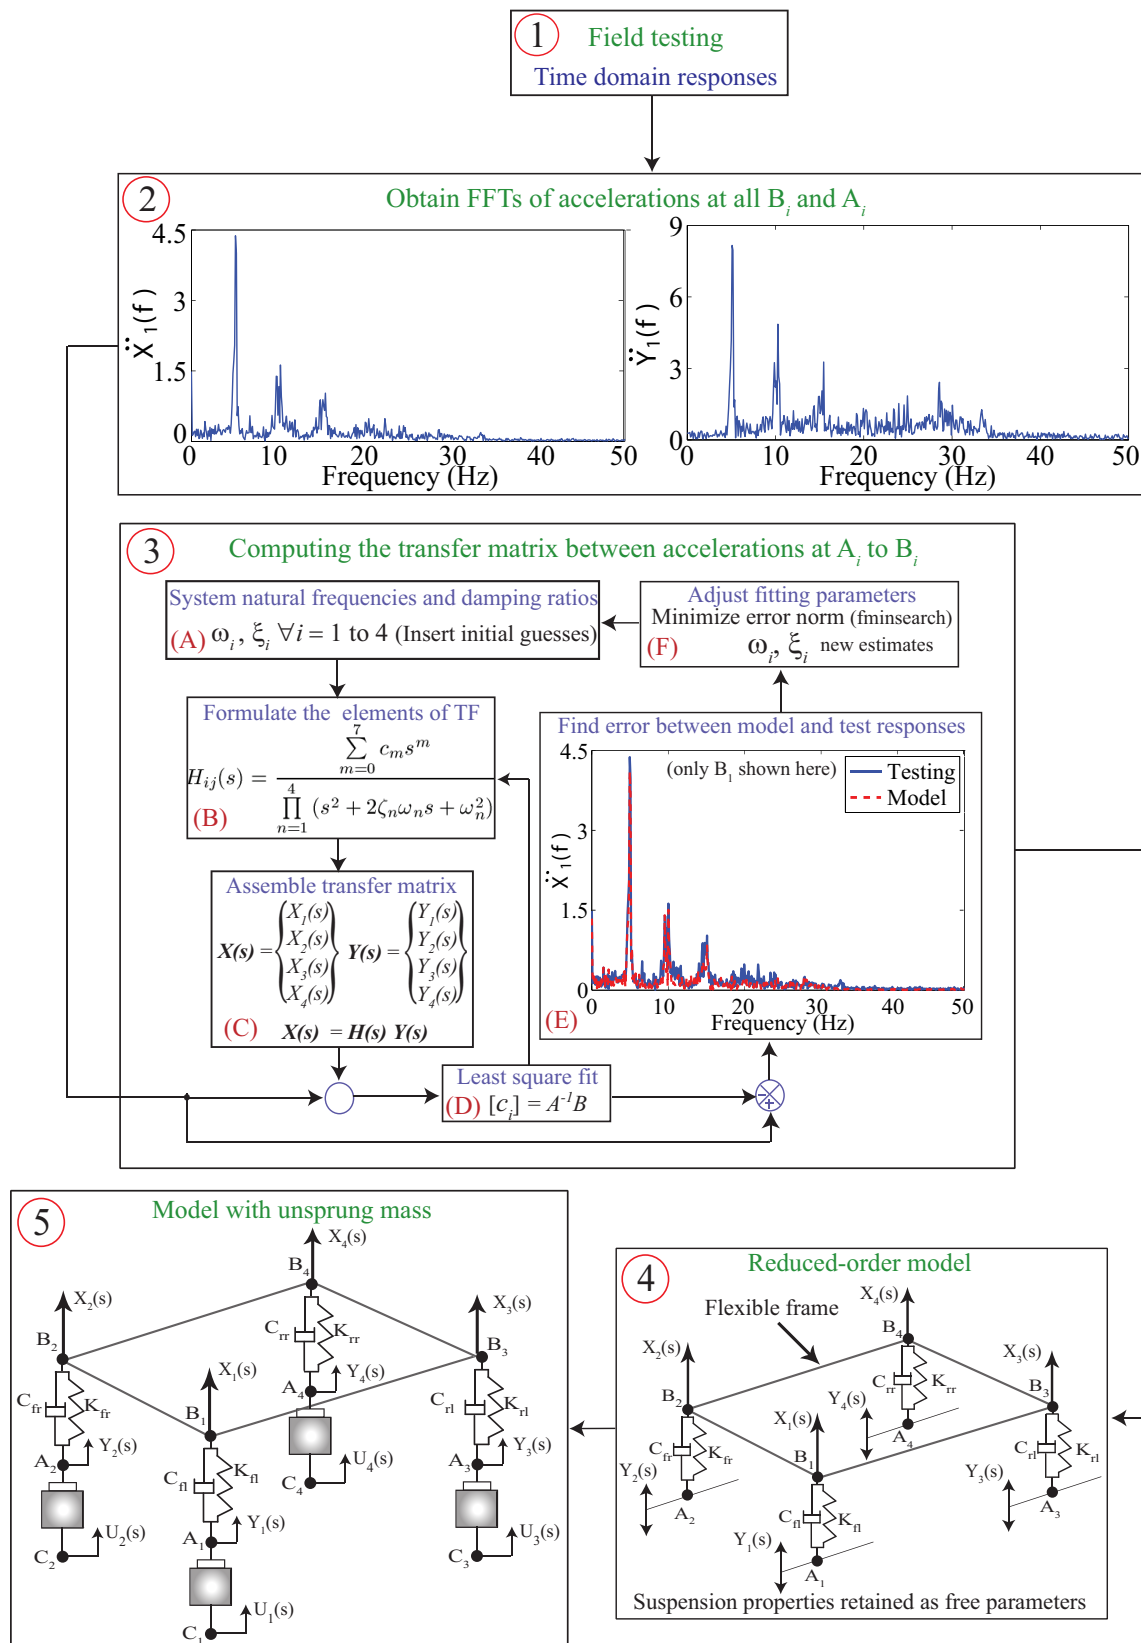 1
Field testing
Time domain responses
2
Obtain FFTs of accelerations at all B_i and A_i
4.5
3
1.5
0
Ẍ_1(f)
0 10 20 30 40 50
Frequency (Hz)
9
6
3
0
Ÿ_1(f)
0 10 20 30 40 50
Frequency (Hz)
3
Computing the transfer matrix between accelerations at A_i to B_i
System natural frequencies and damping ratios
(A) ω_i, ξ_i ∀i = 1 to 4 (Insert initial guesses)
Adjust fitting parameters
Minimize error norm (fminsearch)
(F) ω_i, ξ_i new estimates
Formulate the elements of TF
(B) H_{ij}(s) = \frac{\sum_{m=0}^{7} c_m s^m}{\prod_{n=1}^{4} (s^2 + 2ζ_n ω_n s + ω_n^2)}
Assemble transfer matrix
X(s) = {X_1(s) X_2(s) X_3(s) X_4(s)} Y(s) = {Y_1(s) Y_2(s) Y_3(s) Y_4(s)}
(C) X(s) = H(s) Y(s)
Least square fit
(D) [c_i] = A^{-1}B
Find error between model and test responses
(only B_1 shown here)
Testing
Model
4.5
3
1.5
0
Ẍ_1(f)
0 10 20 30 40 50
(E) Frequency (Hz)
−
+
5
Model with unsprung mass
X_4(s)
B_4
X_2(s)
X_3(s)
B_2
C_rr
K_rr
B_3
X_1(s)
Y_4(s)
A_4
C_fr
K_fr
B_1
C_rl
K_rl
Y_2(s)
A_2
C_fl
K_fl
Y_3(s)
A_3
U_4(s)
C_4
Y_1(s)
A_1
U_2(s)
C_2
U_3(s)
C_3
U_1(s)
C_1
4
Reduced-order model
Flexible frame
X_4(s)
B_4
X_2(s)
X_3(s)
B_2
C_rr
K_rr
B_3
Y_4(s)
X_1(s)
A_4
C_fr
K_fr
B_1
C_rl
K_rl
Y_2(s)
Y_3(s)
A_2
A_3
C_fl
K_fl
Y_1(s)
A_1
Suspension properties retained as free parameters